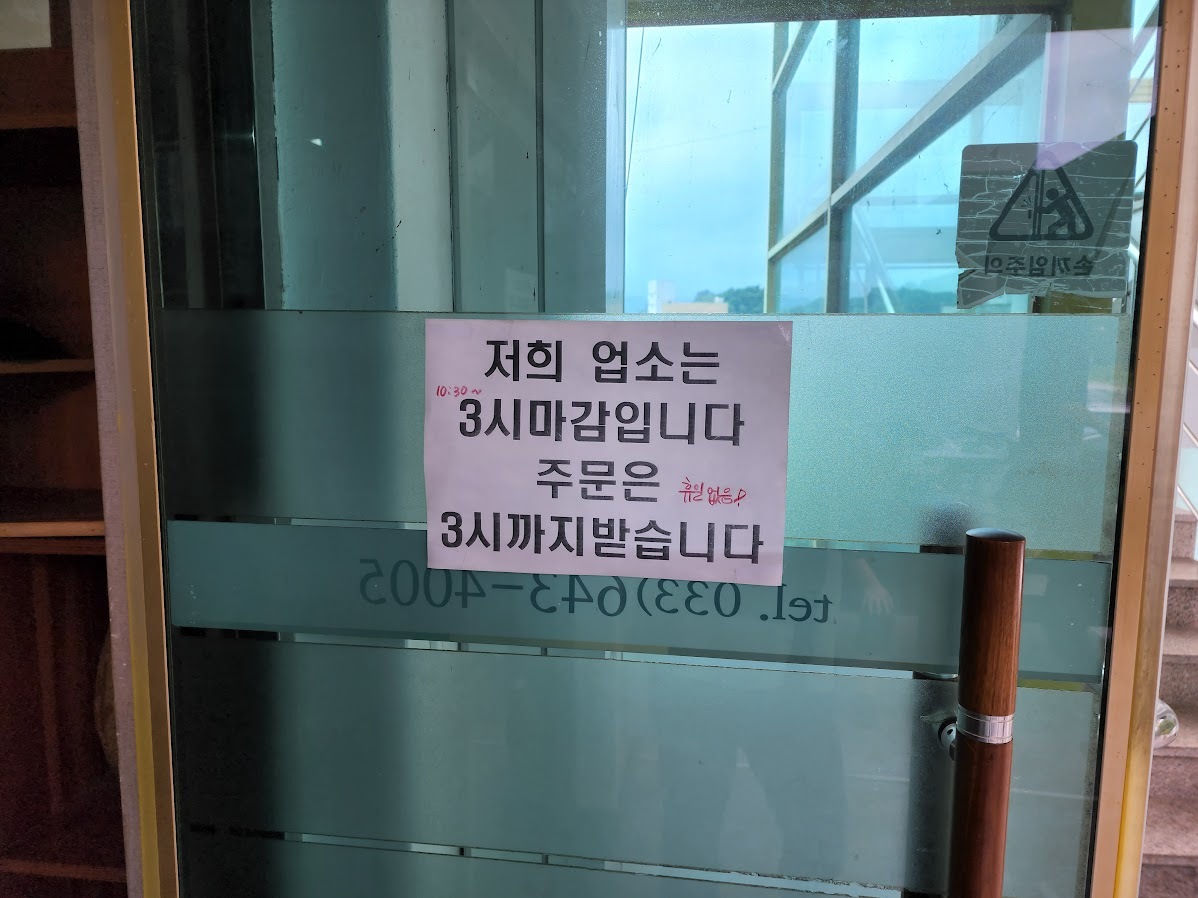 손끼임주의
저희 업소는
10:30~
3시마감입니다
주문은
휴일없음
3시까지받습니다
tel. 033)643-4005